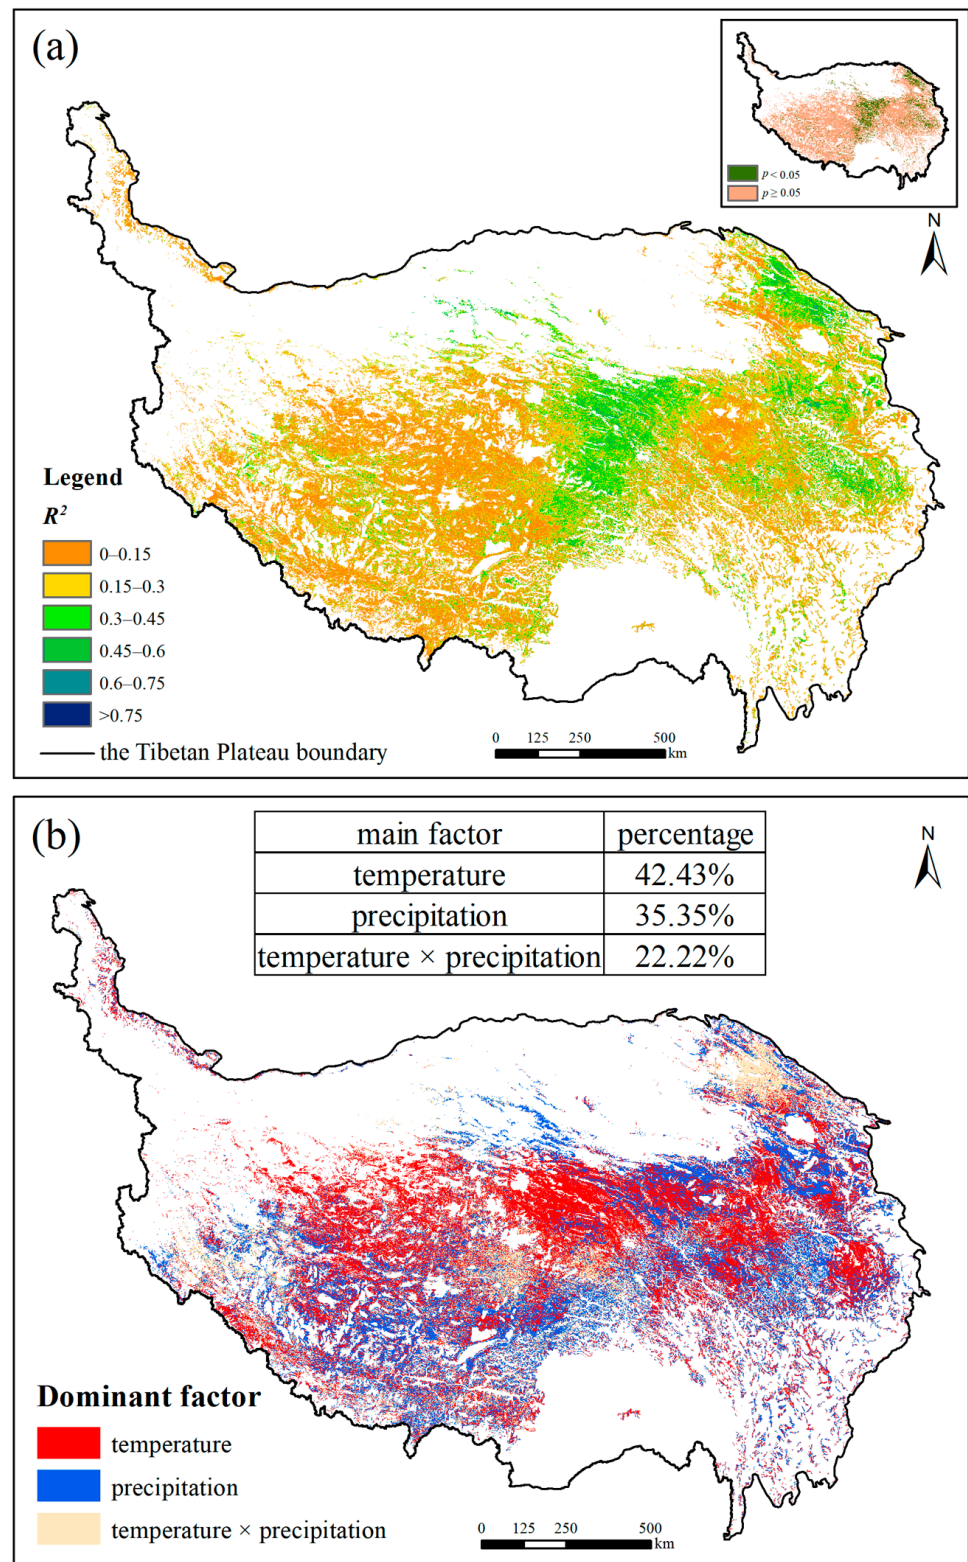 (a)
p < 0.05
p ≥ 0.05
N
Legend
R²
0–0.15
0.15–0.3
0.3–0.45
0.45–0.6
0.6–0.75
>0.75
the Tibetan Plateau boundary
0 125 250 500
km
(b)
main factor percentage
temperature 42.43%
precipitation 35.35%
temperature × precipitation 22.22%
N
Dominant factor
temperature
precipitation
temperature × precipitation
0 125 250 500
km